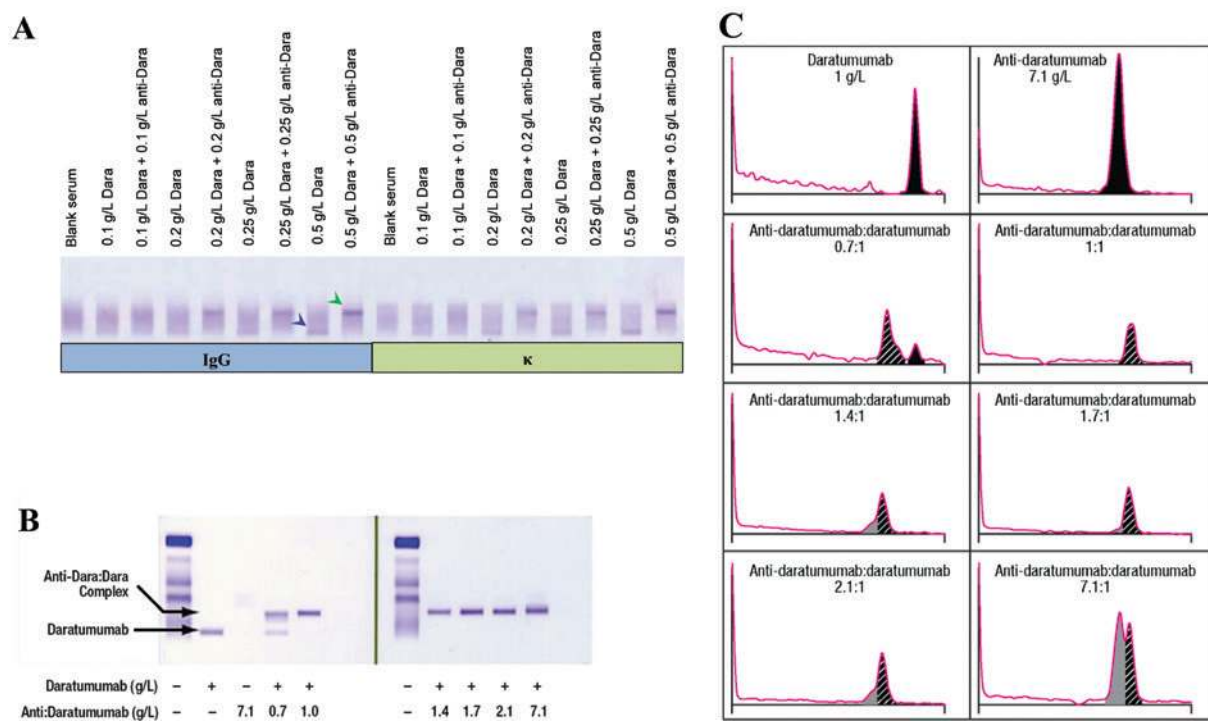 A
Blank serum
0.1 g/L Dara
0.1 g/L Dara + 0.1 g/L anti-Dara
0.2 g/L Dara
0.2 g/L Dara + 0.2 g/L anti-Dara
0.25 g/L Dara
0.25 g/L Dara + 0.25 g/L anti-Dara
0.5 g/L Dara
0.5 g/L Dara + 0.5 g/L anti-Dara
Blank serum
0.1 g/L Dara
0.1 g/L Dara + 0.1 g/L anti-Dara
0.2 g/L Dara
0.2 g/L Dara + 0.2 g/L anti-Dara
0.25 g/L Dara
0.25 g/L Dara + 0.25 g/L anti-Dara
0.5 g/L Dara
0.5 g/L Dara + 0.5 g/L anti-Dara
IgG
κ
B
Anti-Dara:Dara
Complex
Daratumumab
Daratumumab (g/L) – + – + + – + + + +
Anti:Daratumumab (g/L) – – 7.1 0.7 1.0 – 1.4 1.7 2.1 7.1
C
Daratumumab
1 g/L
Anti-daratumumab
7.1 g/L
Anti-daratumumab:daratumumab
0.7:1
Anti-daratumumab:daratumumab
1:1
Anti-daratumumab:daratumumab
1.4:1
Anti-daratumumab:daratumumab
1.7:1
Anti-daratumumab:daratumumab
2.1:1
Anti-daratumumab:daratumumab
7.1:1